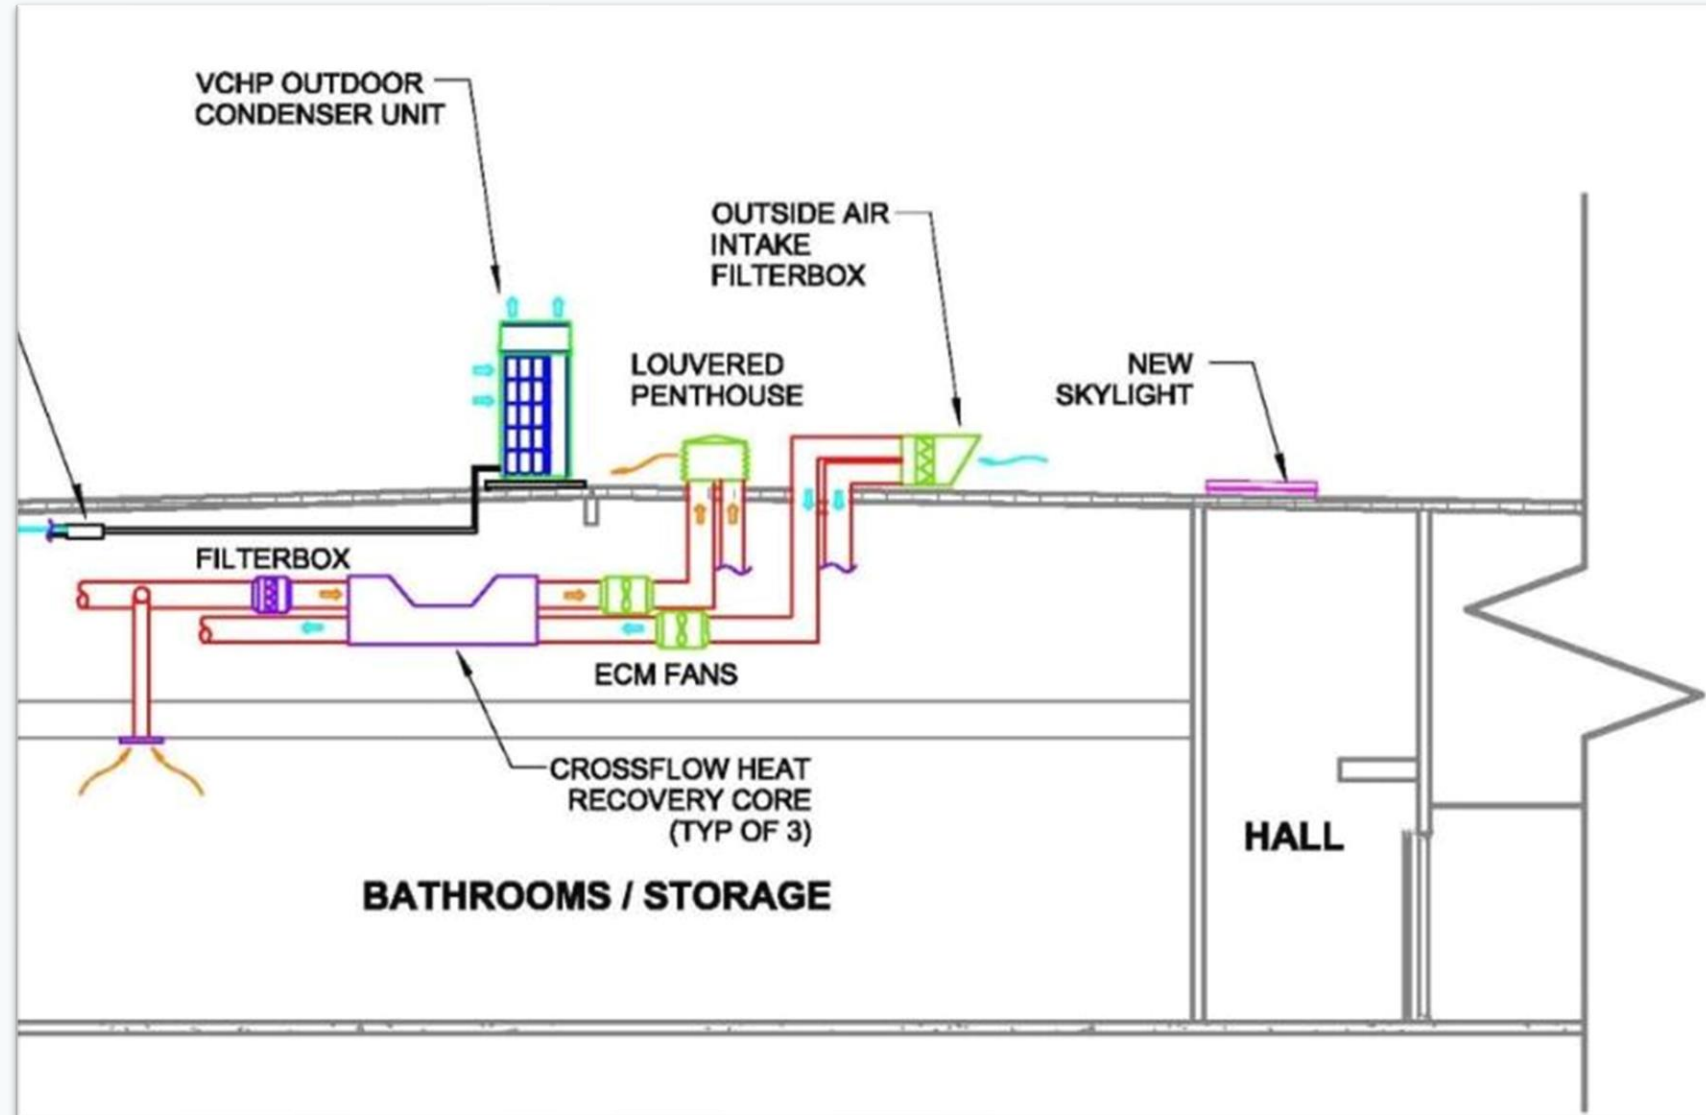 VCHP OUTDOOR
CONDENSER UNIT
OUTSIDE AIR
INTAKE
FILTERBOX
LOUVERED
PENTHOUSE
NEW
SKYLIGHT
FILTERBOX
ECM FANS
CROSSFLOW HEAT
RECOVERY CORE
(TYP OF 3)
HALL
BATHROOMS / STORAGE